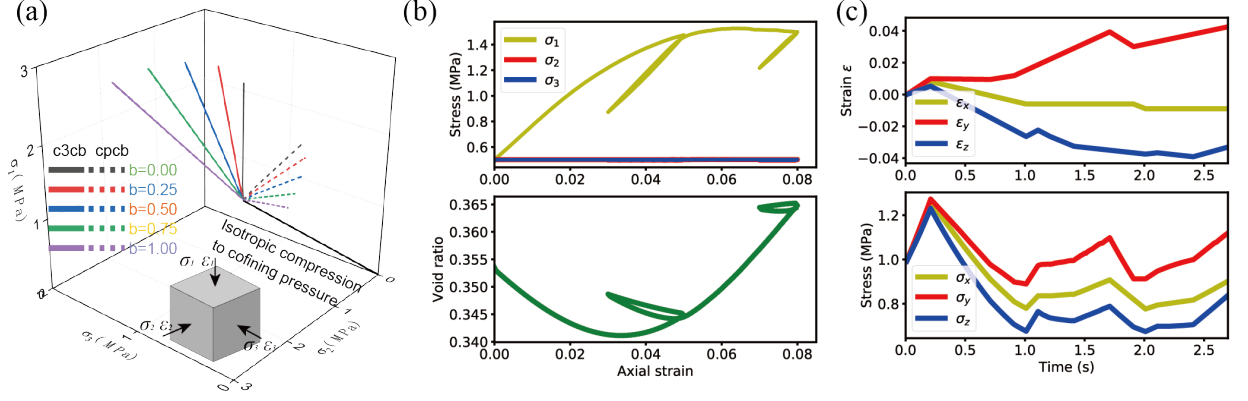 (a)
3
3
2
1
σ₁(MPa)
c3cb cpcb
b=0.00
b=0.25
b=0.50
b=0.75
b=1.00
Isotropic compression
to cofining pressure
0
1
2
3
σ₂(MPa)
0
1
σ₃(MPa)
σ₁ ε₁
σ₂ ε₂
σ₃ ε₃
(b)
Stress (MPa)
1.4
1.2
1.0
0.8
0.6
σ₁
σ₂
σ₃
0.00 0.02 0.04 0.06 0.08
Void ratio
0.365
0.360
0.355
0.350
0.345
0.340
0.00 0.02 0.04 0.06 0.08
Axial strain
(c)
Strain ε
0.04
0.02
0.00
−0.02
−0.04
εₓ
εᵧ
ε_z
0.0 0.5 1.0 1.5 2.0 2.5
Stress (MPa)
1.2
1.0
0.8
σₓ
σᵧ
σ_z
0.0 0.5 1.0 1.5 2.0 2.5
Time (s)